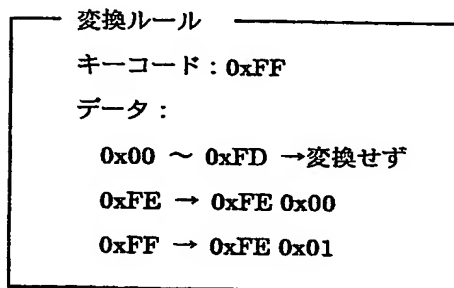 変換ルール
キーコード：0xFF
データ：
0x00 ～ 0xFD →変換せず
0xFE → 0xFE 0x00
0xFF → 0xFE 0x01